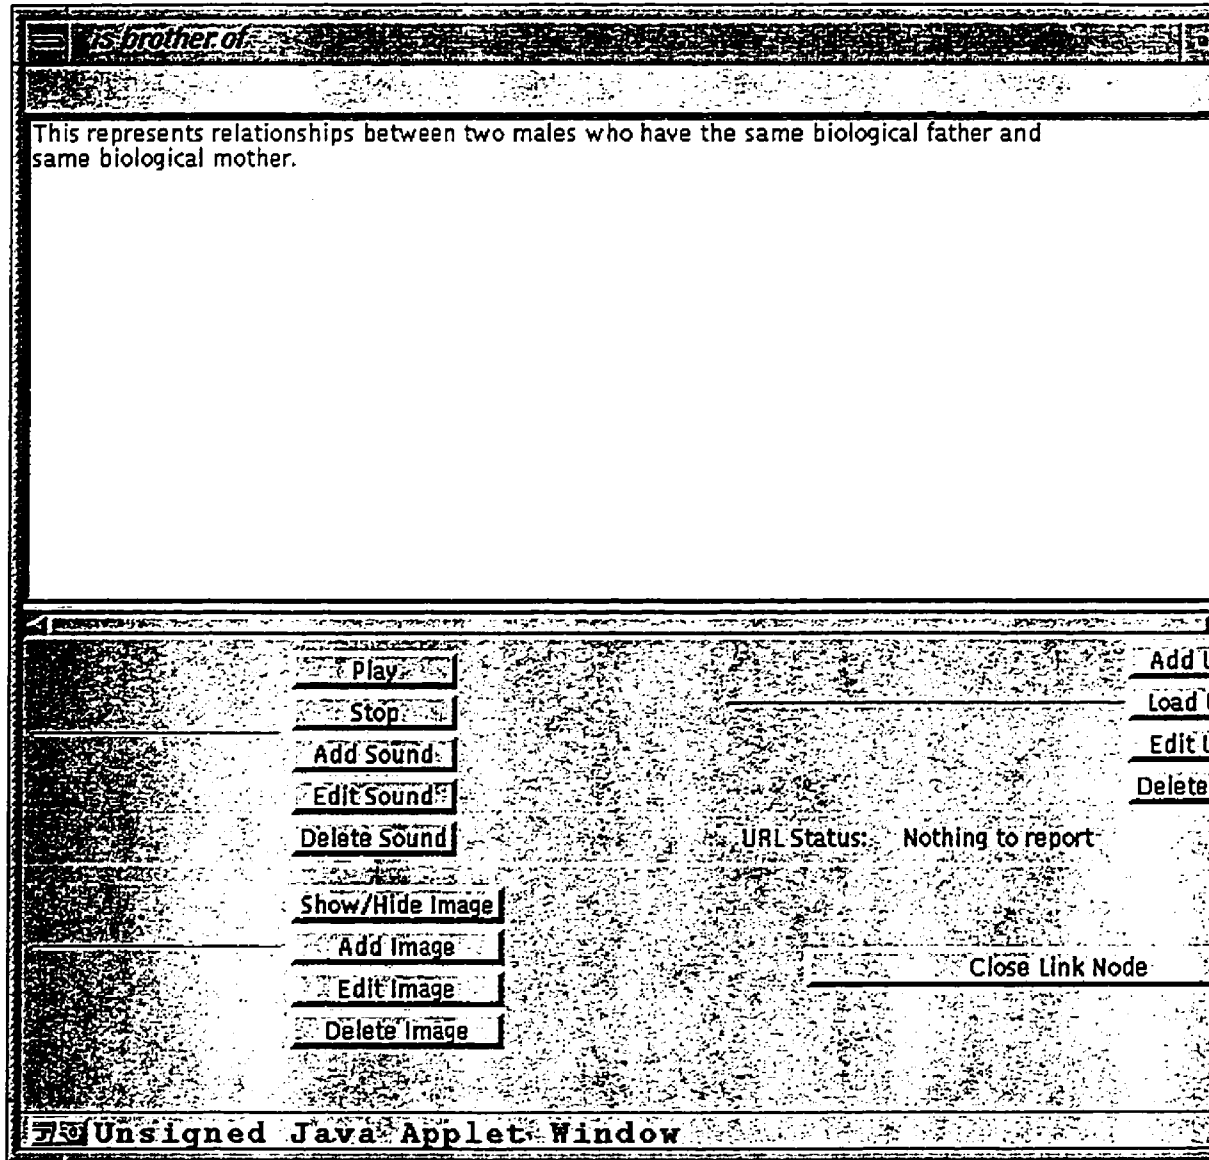 is brother of
This represents relationships between two males who have the same biological father and
same biological mother.
Play
Stop
Add Sound
Edit Sound
Delete Sound
Show/Hide Image
Add Image
Edit Image
Delete Image
Add
Load
Edit
Delete
URL Status: Nothing to report
Close Link Node
Unsigned Java Applet Window